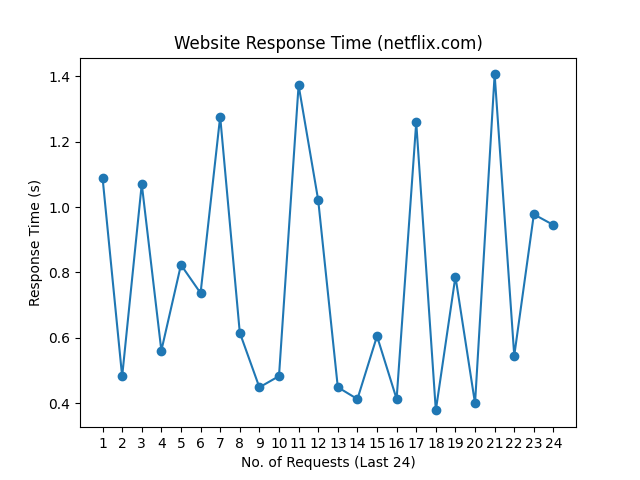 Website Response Time (netflix.com)
Response Time (s)
1.4
1.2
1.0
0.8
0.6
0.4
1 2 3 4 5 6 7 8 9 10 11 12 13 14 15 16 17 18 19 20 21 22 23 24
No. of Requests (Last 24)